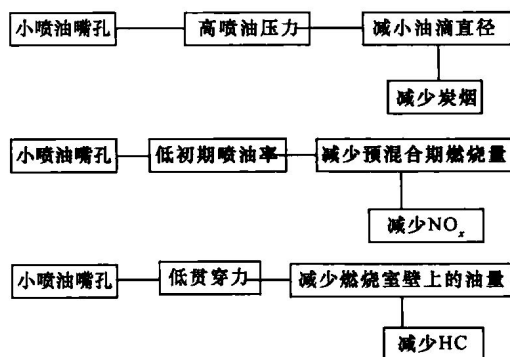 小喷油嘴孔 高喷油压力 减小油滴直径
减少炭烟
小喷油嘴孔 低初期喷油率 减少预混合期燃烧量
减少NOx
小喷油嘴孔 低贯穿力 减少燃烧室壁上的油量
减少HC